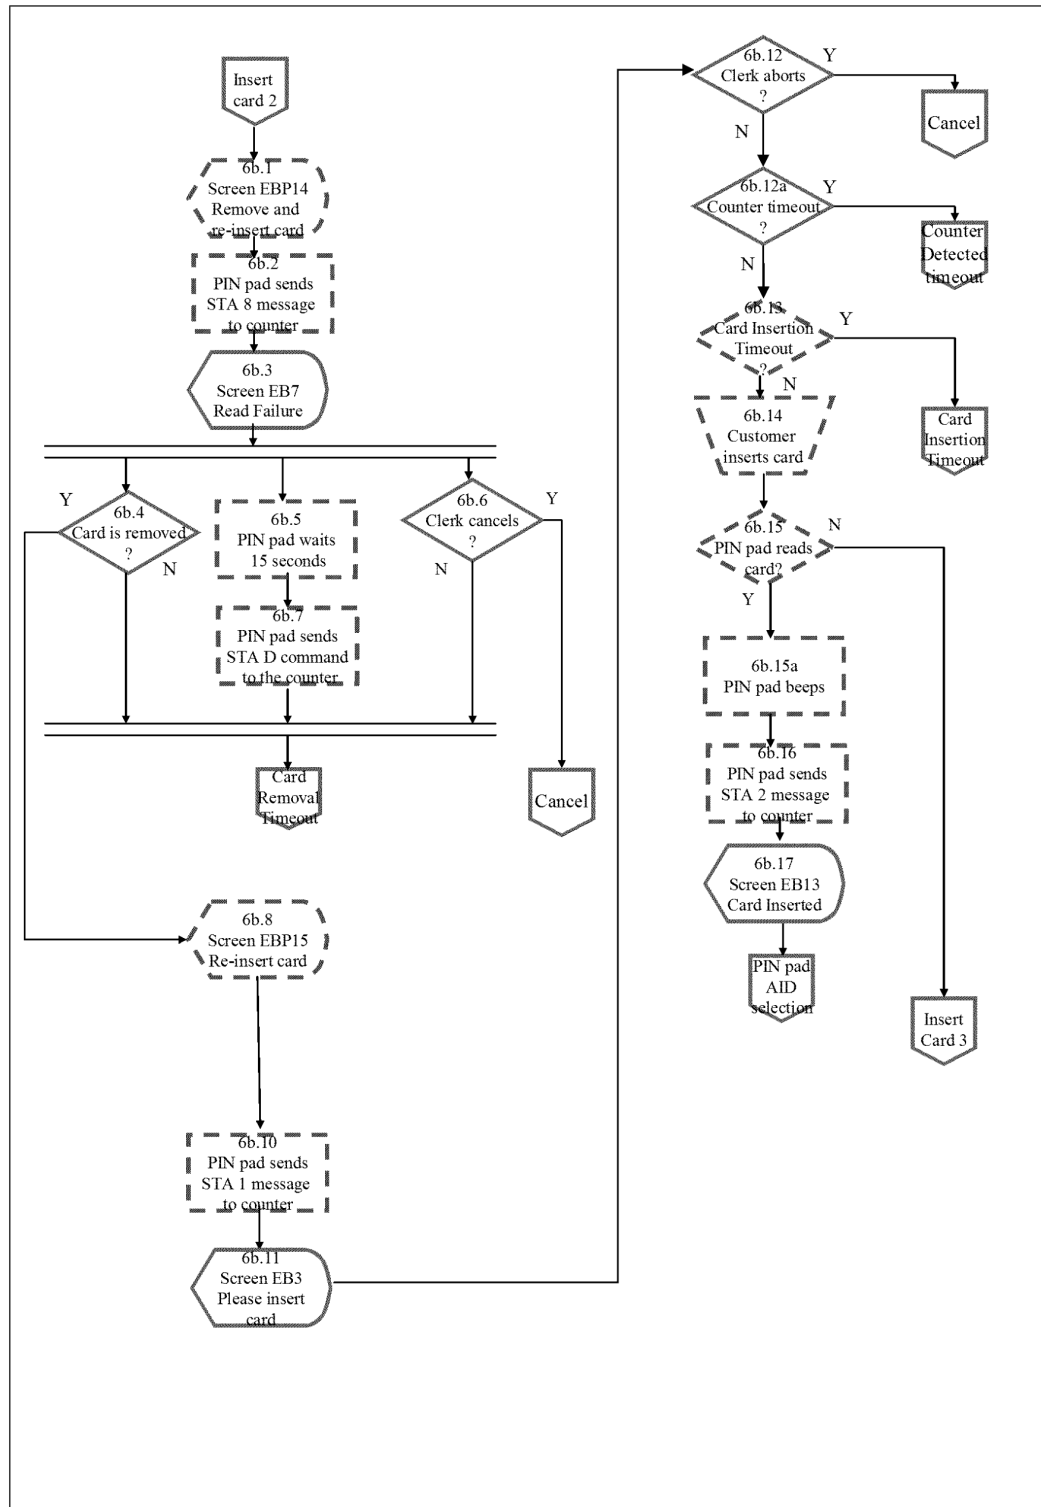 Insert
card 2
6b.1
Screen EBP14
Remove and
re-insert card
6b.2
PIN pad sends
STA 8 message
to counter
6b.3
Screen EB7
Read Failure
Y
6b.4
Card is removed
?
N
6b.5
PIN pad waits
15 seconds
6b.6
Clerk cancels
?
Y
N
6b.7
PIN pad sends
STA D command
to the counter
Card
Removal
Timeout
Cancel
6b.8
Screen EBP15
Re-insert card
6b.10
PIN pad sends
STA 1 message
to counter
6b.11
Screen EB3
Please insert
card
6b.12
Clerk aborts
?
Y
N
Cancel
6b.12a
Counter timeout
?
Y
N
Counter
Detected
timeout
6b.13
Card Insertion
Timeout
?
Y
N
Card
Insertion
Timeout
6b.14
Customer
inserts card
6b.15
PIN pad reads
card?
N
Y
6b.15a
PIN pad beeps
6b.16
PIN pad sends
STA 2 message
to counter
6b.17
Screen EB13
Card Inserted
PIN pad
AID
selection
Insert
Card 3